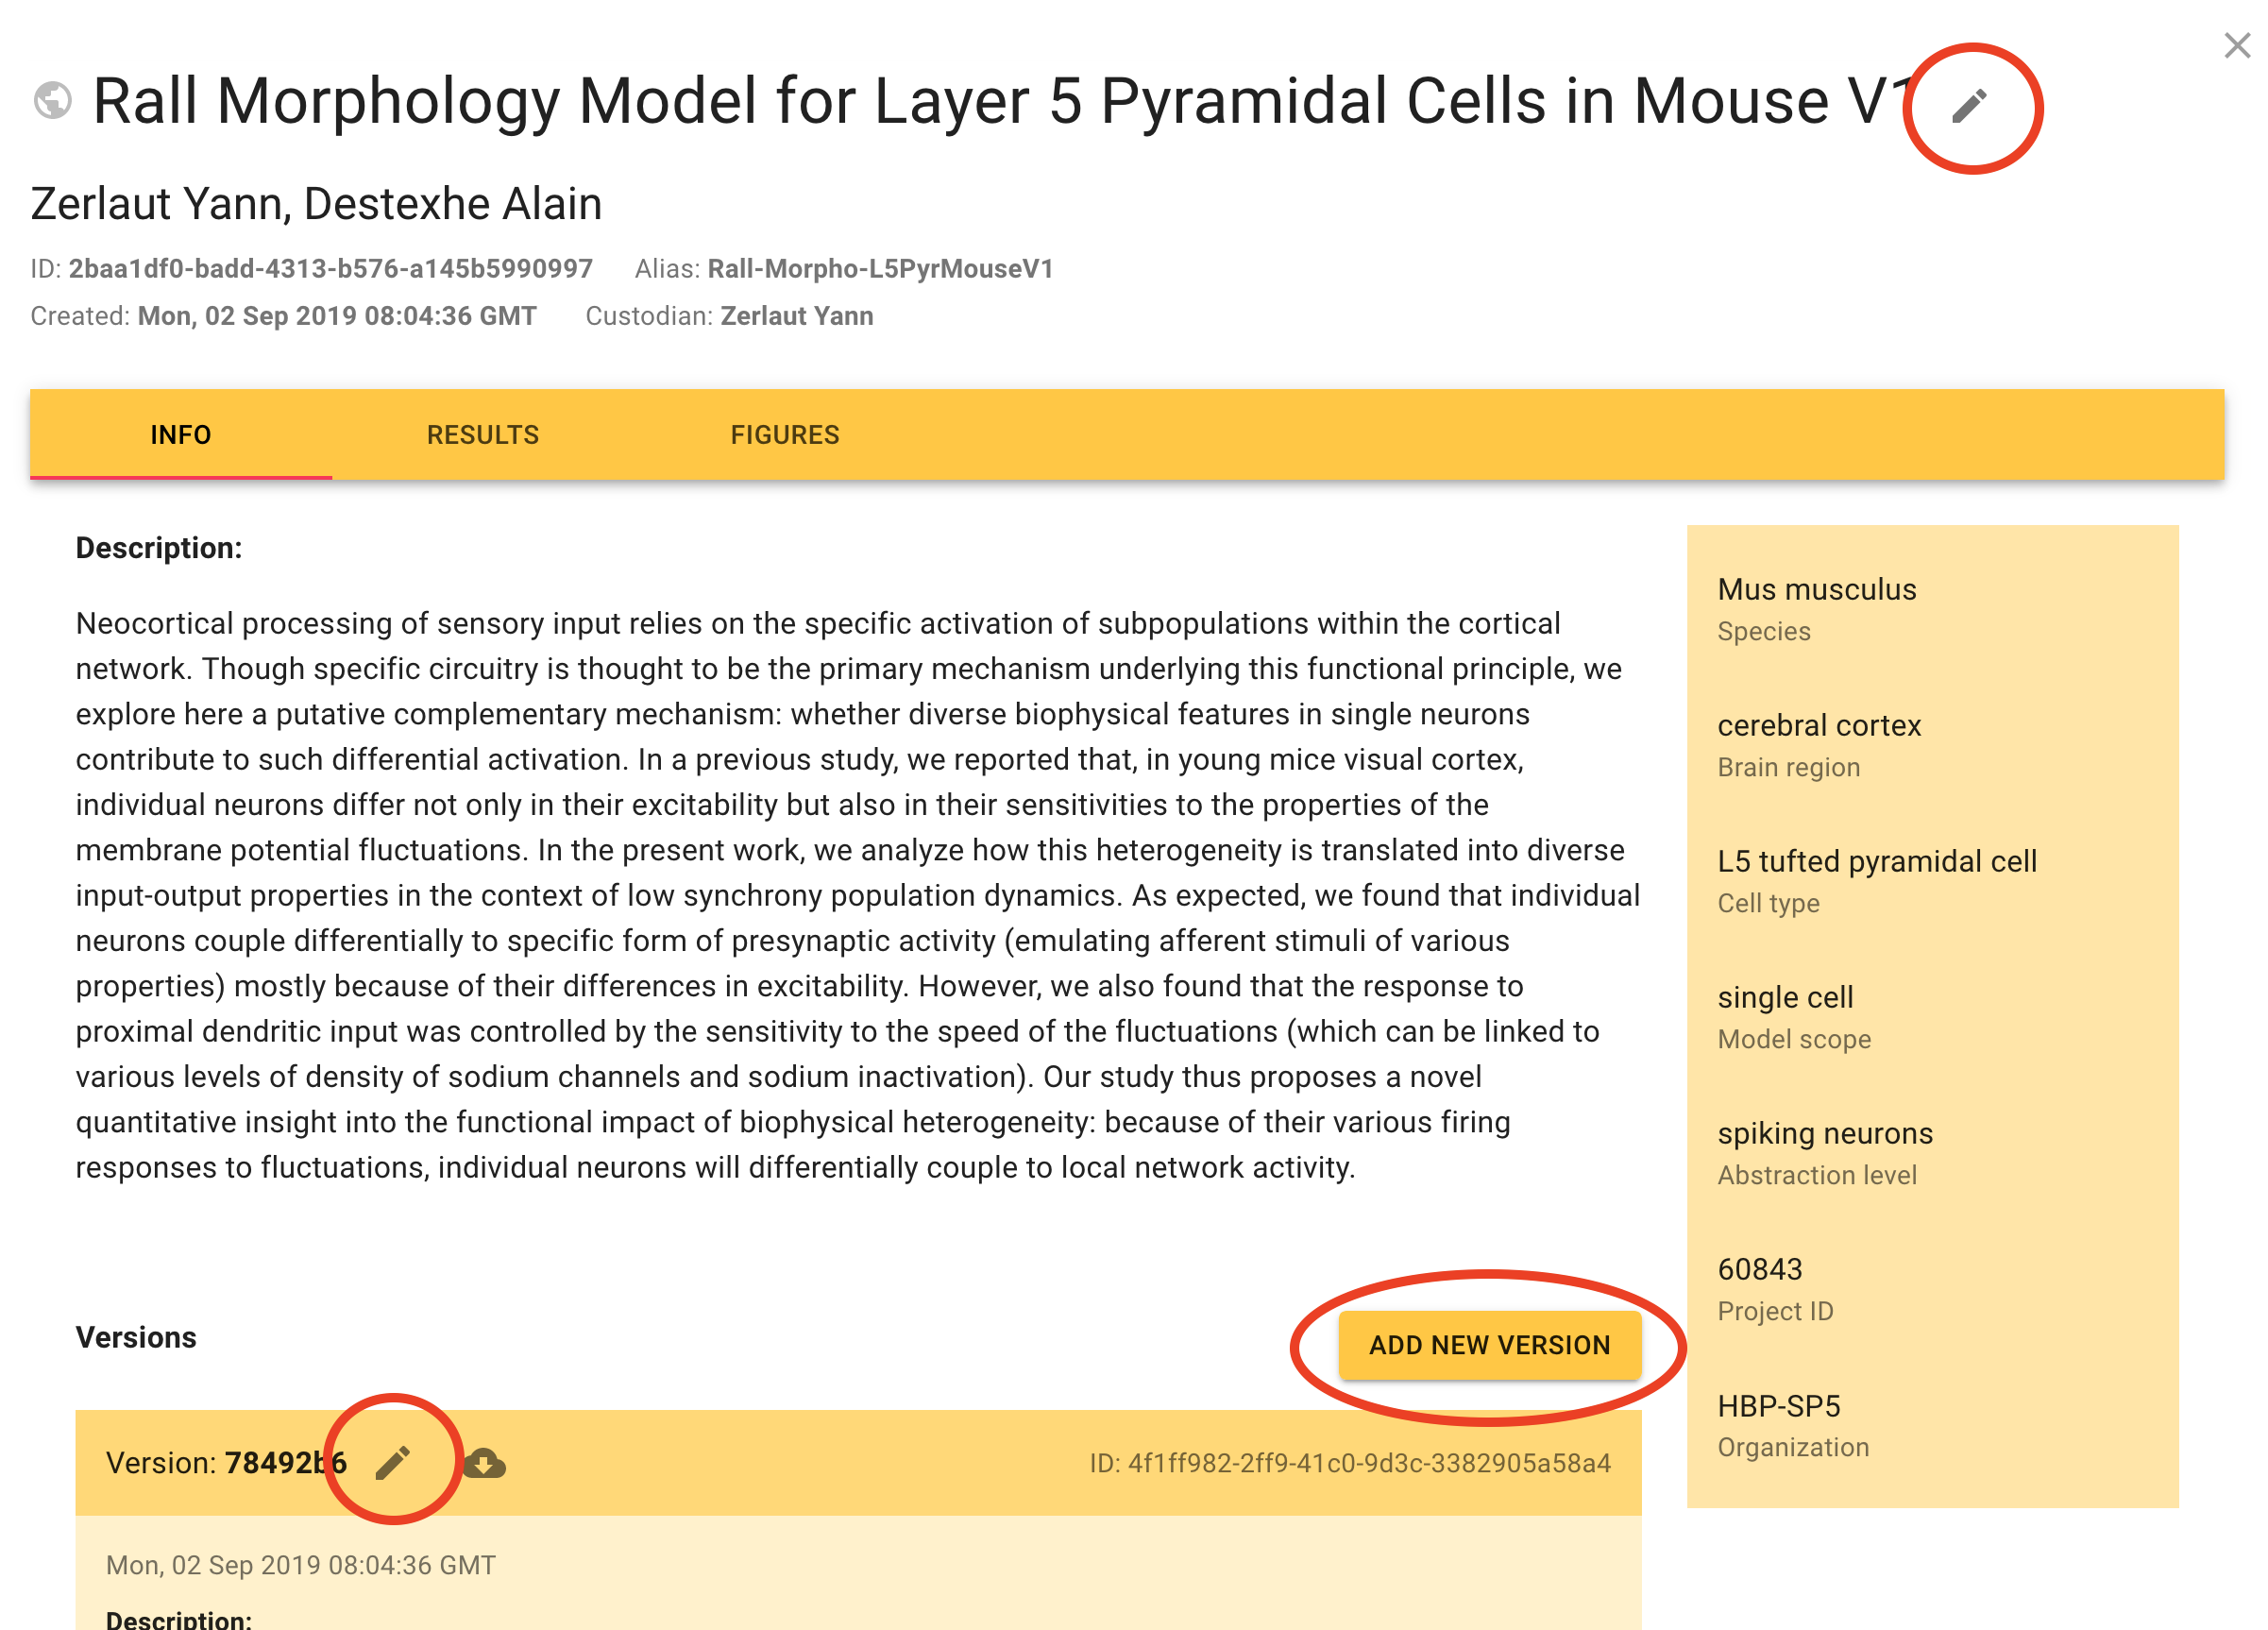 Rall Morphology Model for Layer 5 Pyramidal Cells in Mouse V1
Zerlaut Yann, Destexhe Alain
ID: 2baa1df0-badd-4313-b576-a145b5990997 Alias: Rall-Morpho-L5PyrMouseV1
Created: Mon, 02 Sep 2019 08:04:36 GMT Custodian: Zerlaut Yann
INFO RESULTS FIGURES
Description:
Neocortical processing of sensory input relies on the specific activation of subpopulations within the cortical
network. Though specific circuitry is thought to be the primary mechanism underlying this functional principle, we
explore here a putative complementary mechanism: whether diverse biophysical features in single neurons
contribute to such differential activation. In a previous study, we reported that, in young mice visual cortex,
individual neurons differ not only in their excitability but also in their sensitivities to the properties of the
membrane potential fluctuations. In the present work, we analyze how this heterogeneity is translated into diverse
input-output properties in the context of low synchrony population dynamics. As expected, we found that individual
neurons couple differentially to specific form of presynaptic activity (emulating afferent stimuli of various
properties) mostly because of their differences in excitability. However, we also found that the response to
proximal dendritic input was controlled by the sensitivity to the speed of the fluctuations (which can be linked to
various levels of density of sodium channels and sodium inactivation). Our study thus proposes a novel
quantitative insight into the functional impact of biophysical heterogeneity: because of their various firing
responses to fluctuations, individual neurons will differentially couple to local network activity.
Versions
ADD NEW VERSION
Version: 78492b6
ID: 4f1ff982-2ff9-41c0-9d3c-3382905a58a4
Mon, 02 Sep 2019 08:04:36 GMT
Description:
Mus musculus
Species
cerebral cortex
Brain region
L5 tufted pyramidal cell
Cell type
single cell
Model scope
spiking neurons
Abstraction level
60843
Project ID
HBP-SP5
Organization